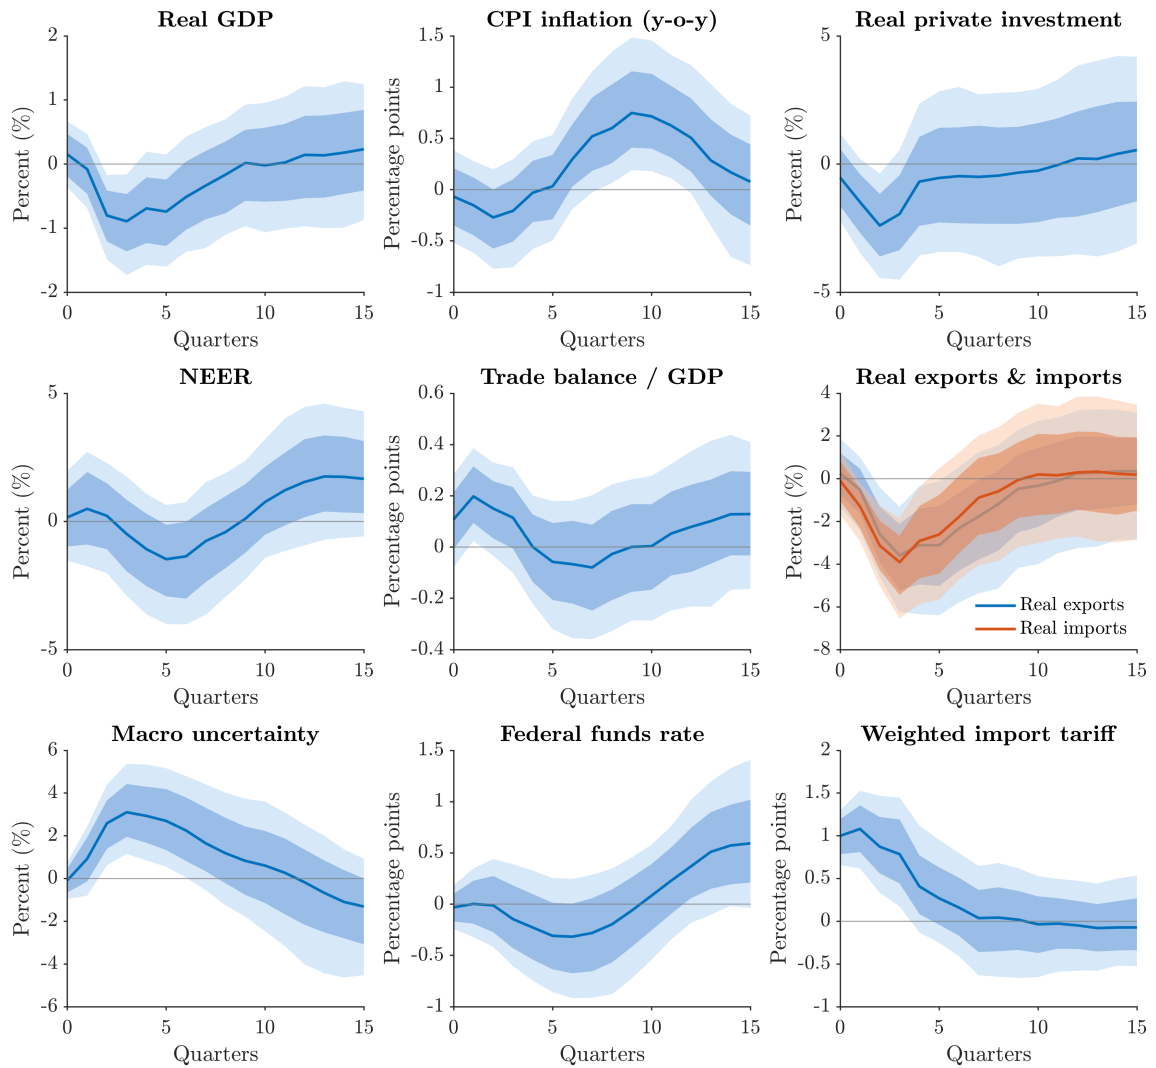 Real GDP
Percent (%)
2
1
0
-1
-2
0 5 10 15
Quarters
CPI inflation (y-o-y)
Percentage points
1.5
1
0.5
0
-0.5
-1
0 5 10 15
Quarters
Real private investment
Percent (%)
5
0
-5
0 5 10 15
Quarters
NEER
Percent (%)
5
0
-5
0 5 10 15
Quarters
Trade balance / GDP
Percentage points
0.6
0.4
0.2
0
-0.2
-0.4
0 5 10 15
Quarters
Real exports & imports
Percent (%)
4
2
0
-2
-4
-6
-8
Real exports
Real imports
0 5 10 15
Quarters
Macro uncertainty
Percent (%)
6
4
2
0
-2
-4
-6
0 5 10 15
Quarters
Federal funds rate
Percentage points
1.5
1
0.5
0
-0.5
-1
0 5 10 15
Quarters
Weighted import tariff
Percentage points
2
1.5
1
0.5
0
-0.5
-1
0 5 10 15
Quarters